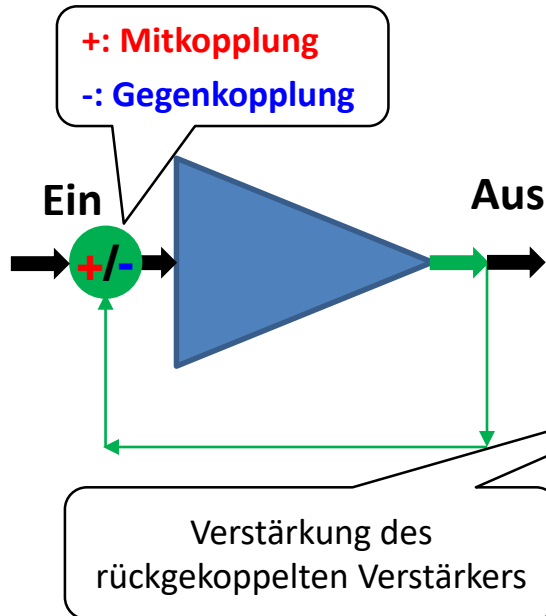 +: Mitkopplung
-: Gegenkopplung
Ein
Aus
+/-
Verstärkung des
rückgekoppelten Verstärkers